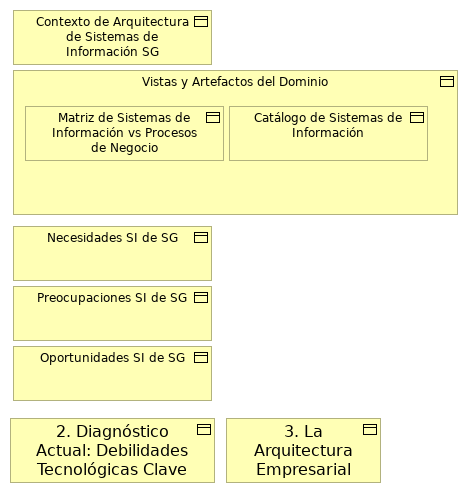 Contexto de Arquitectura
de Sistemas de
Información SG
Vistas y Artefactos del Dominio
Matriz de Sistemas de
Información vs Procesos
de Negocio
Catálogo de Sistemas de
Información
Necesidades SI de SG
Preocupaciones SI de SG
Oportunidades SI de SG
2. Diagnóstico
Actual: Debilidades
Tecnológicas Clave
3. La
Arquitectura
Empresarial